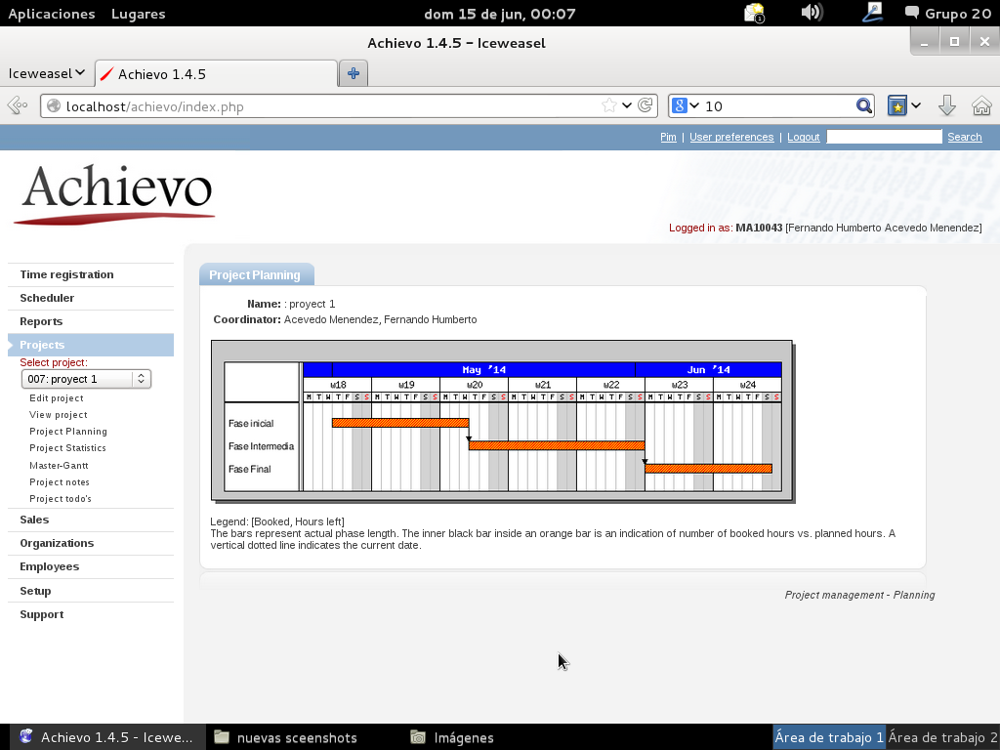 Aplicaciones Lugares dom 15 de jun, 00:07 1 Grupo 20
Achievo 1.4.5 - Iceweasel
Iceweasel Achievo 1.4.5
localhost/achievo/index.php 8 10
Pim | User preferences | Logout Search
Achievo
Logged in as: MA10043 [Fernando Humberto Acevedo Menendez]
Time registration
Scheduler
Reports
Projects
Select project:
007: proyect 1
Edit project
View project
Project Planning
Project Statistics
Master-Gantt
Project notes
Project todo's
Sales
Organizations
Employees
Setup
Support
Project Planning
Name: : proyect 1
Coordinator: Acevedo Menendez, Fernando Humberto
May '14 Jun '14
w18 w19 w20 w21 w22 w23 w24
M T W T F S S M T W T F S S M T W T F S S M T W T F S S M T W T F S S M T W T F S S M T W T F S S
Fase inicial
Fase Intermedia
Fase Final
Legend: [Booked, Hours left]
The bars represent actual phase length. The inner black bar inside an orange bar is an indication of number of booked hours vs. planned hours. A
vertical dotted line indicates the current date.
Project management - Planning
Achievo 1.4.5 - Icewe... nuevas sceenshots Imágenes Área de trabajo 1 Área de trabajo 2